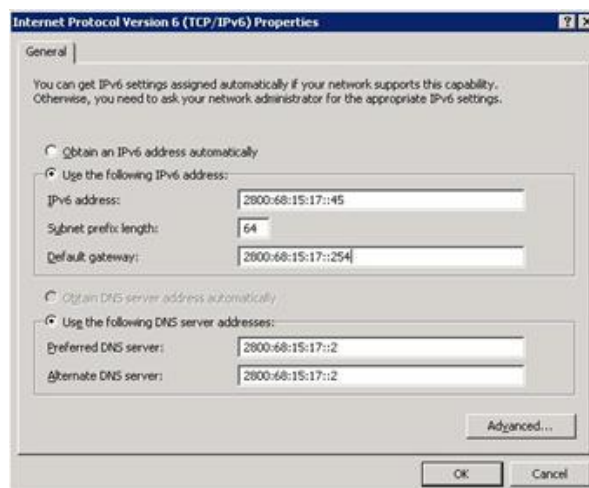 Internet Protocol Version 6 (TCP/IPv6) Properties
General
You can get IPv6 settings assigned automatically if your network supports this capability.
Otherwise, you need to ask your network administrator for the appropriate IPv6 settings.
Obtain an IPv6 address automatically
Use the following IPv6 address:
IPv6 address: 2800:68:15:17::45
Subnet prefix length: 64
Default gateway: 2800:68:15:17::254
Obtain DNS server address automatically
Use the following DNS server addresses:
Preferred DNS server: 2800:68:15:17::2
Alternate DNS server: 2800:68:15:17::2
Advanced...
OK Cancel